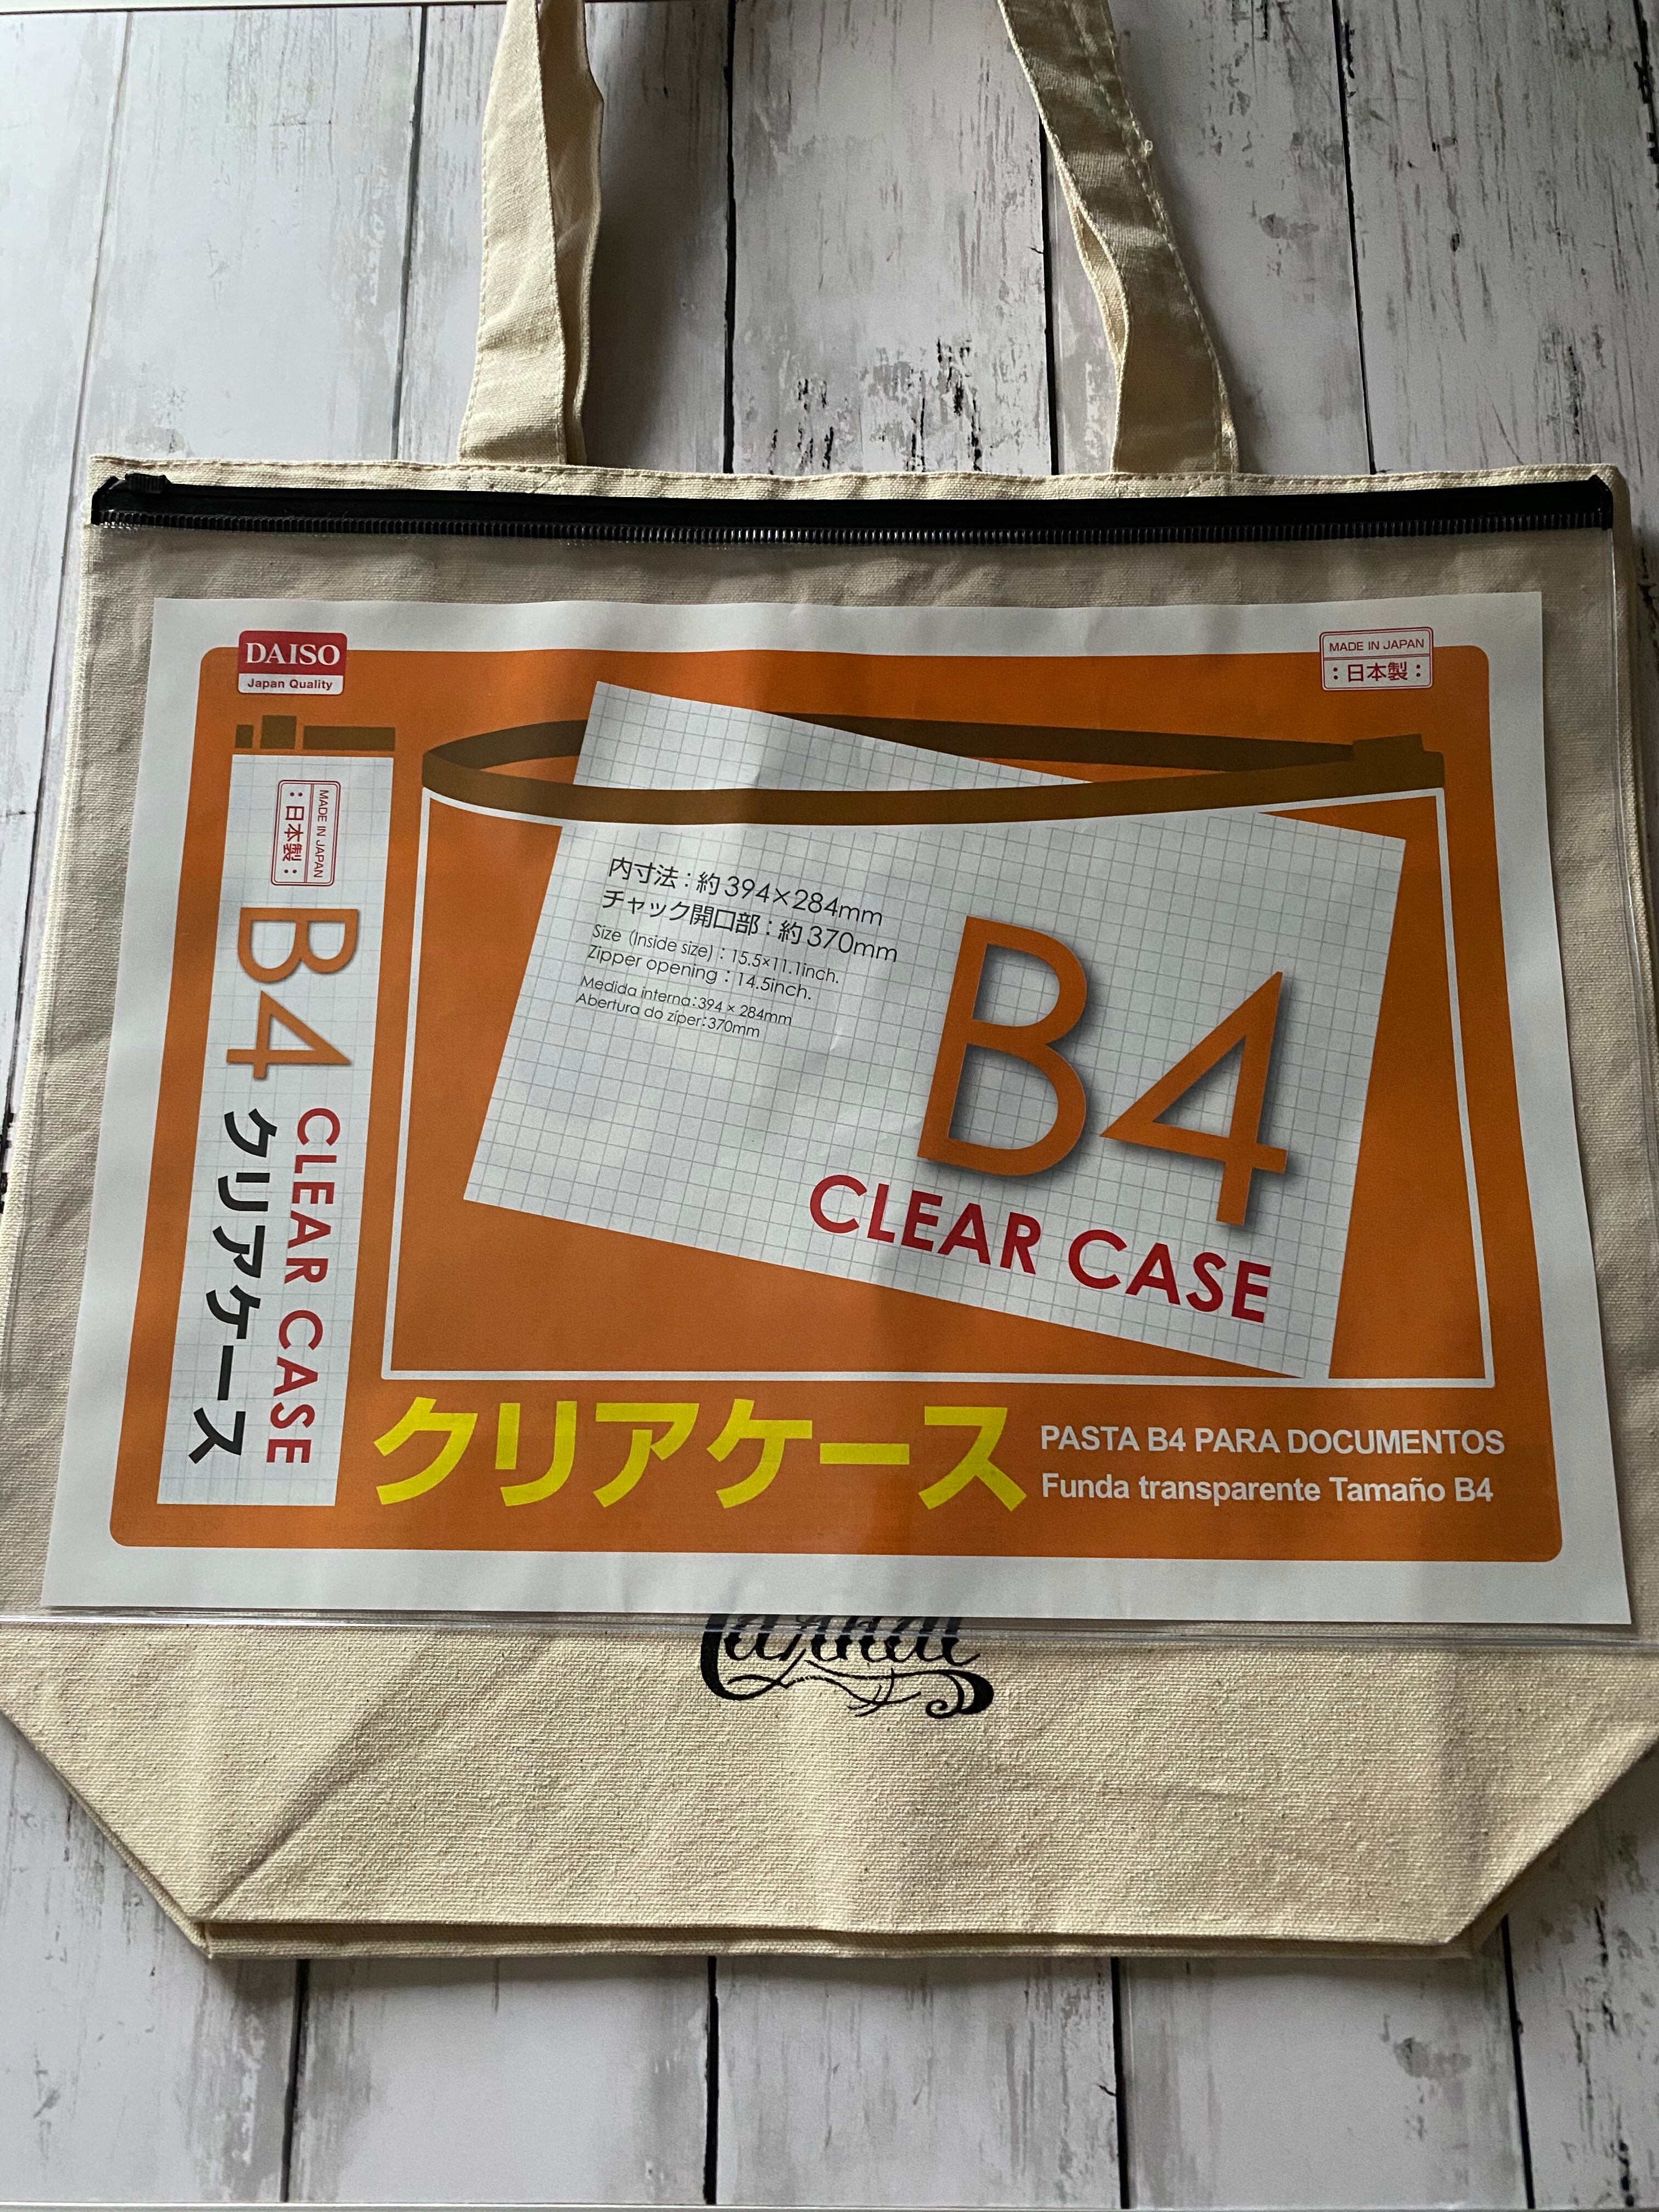 DAISO
Japan Quality
MADE IN JAPAN
:日本製:
MADE IN JAPAN
:日本製:
B4
CLEAR CASE
クリアケース
内寸法:約394×284mm
チャック開口部:約370mm
Size (Inside size) : 15.5×11.1inch.
Zipper opening : 14.5inch.
Medida interna:394 × 284mm
Abertura do zíper:370mm
B4
CLEAR CASE
クリアケース
PASTA B4 PARA DOCUMENTOS
Funda transparente Tamaño B4